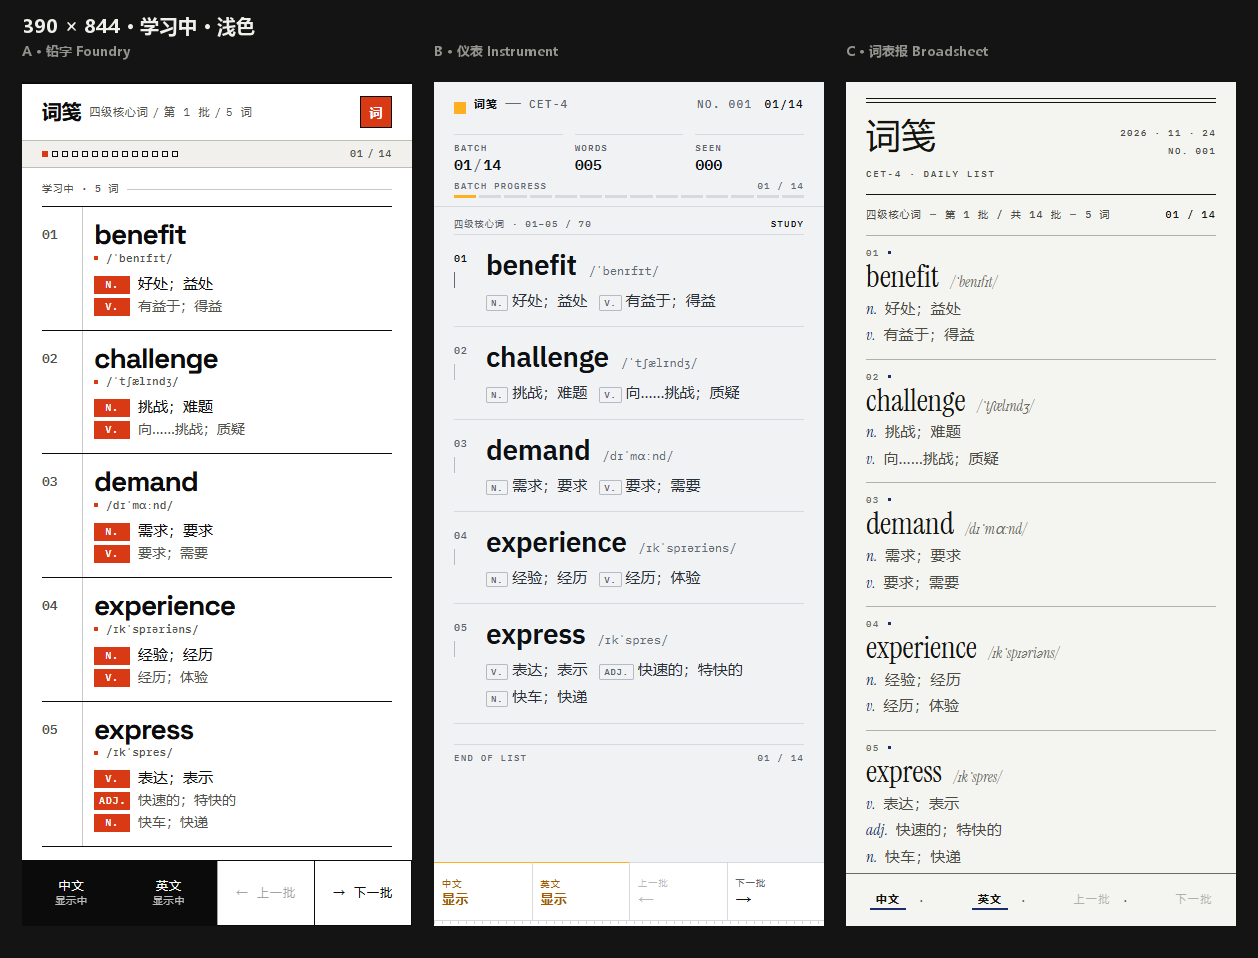 390 × 844 • 学习中 • 浅色
A • 铅字 Foundry
词笺 四级核心词 / 第 1 批 / 5 词
词
01 / 14
学习中 · 5 词
01
benefit
/ˈbenɪfɪt/
N. 好处；益处
V. 有益于；得益
02
challenge
/ˈtʃælɪndʒ/
N. 挑战；难题
V. 向……挑战；质疑
03
demand
/dɪˈmɑːnd/
N. 需求；要求
V. 要求；需要
04
experience
/ɪkˈspɪəriəns/
N. 经验；经历
V. 经历；体验
05
express
/ɪkˈspres/
V. 表达；表示
ADJ. 快速的；特快的
N. 快车；快递
中文
显示中
英文
显示中
← 上一批
→ 下一批
B • 仪表 Instrument
词笺 — CET-4
NO. 001 01/14
BATCH
01/14
WORDS
005
SEEN
000
BATCH PROGRESS
01 / 14
四级核心词 · 01–05 / 70
STUDY
01
benefit /ˈbenɪfɪt/
N. 好处；益处 V. 有益于；得益
02
challenge /ˈtʃælɪndʒ/
N. 挑战；难题 V. 向……挑战；质疑
03
demand /dɪˈmɑːnd/
N. 需求；要求 V. 要求；需要
04
experience /ɪkˈspɪəriəns/
N. 经验；经历 V. 经历；体验
05
express /ɪkˈspres/
V. 表达；表示 ADJ. 快速的；特快的
N. 快车；快递
END OF LIST
01 / 14
中文
显示
英文
显示
上一批
←
下一批
→
C • 词表报 Broadsheet
词笺
2026 · 11 · 24
NO. 001
CET-4 · DAILY LIST
四级核心词 — 第 1 批 / 共 14 批 — 5 词
01 / 14
01
benefit /ˈbenɪfɪt/
n. 好处；益处
v. 有益于；得益
02
challenge /ˈtʃælɪndʒ/
n. 挑战；难题
v. 向……挑战；质疑
03
demand /dɪˈmɑːnd/
n. 需求；要求
v. 要求；需要
04
experience /ɪkˈspɪəriəns/
n. 经验；经历
v. 经历；体验
05
express /ɪkˈspres/
v. 表达；表示
adj. 快速的；特快的
n. 快车；快递
中文 · 英文 · 上一批 · 下一批